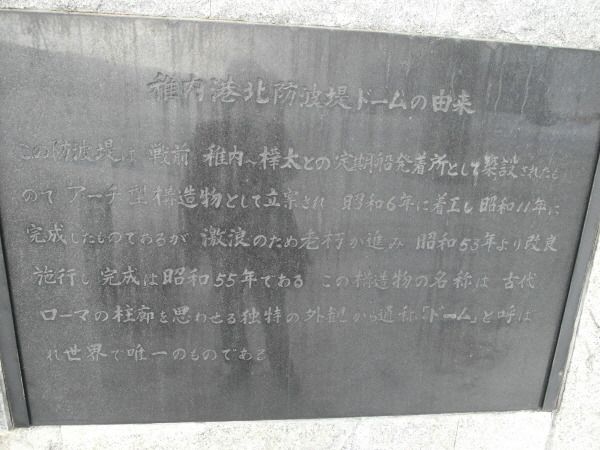 稚内港北防波堤ドームの由来
この防波堤は 戦前 稚内へ樺太との定期船発着所として築設されたも
ので アーチ型構造物として立案され 昭和6年に着工し昭和11年に
完成したものであるが 激浪のため老朽が進み 昭和53年より改良
施行し 完成は昭和55年である この構造物の名称は 古代
ローマの柱廊を思わせる独特の外観から通称「ドーム」と呼ば
れ世界で唯一のものである